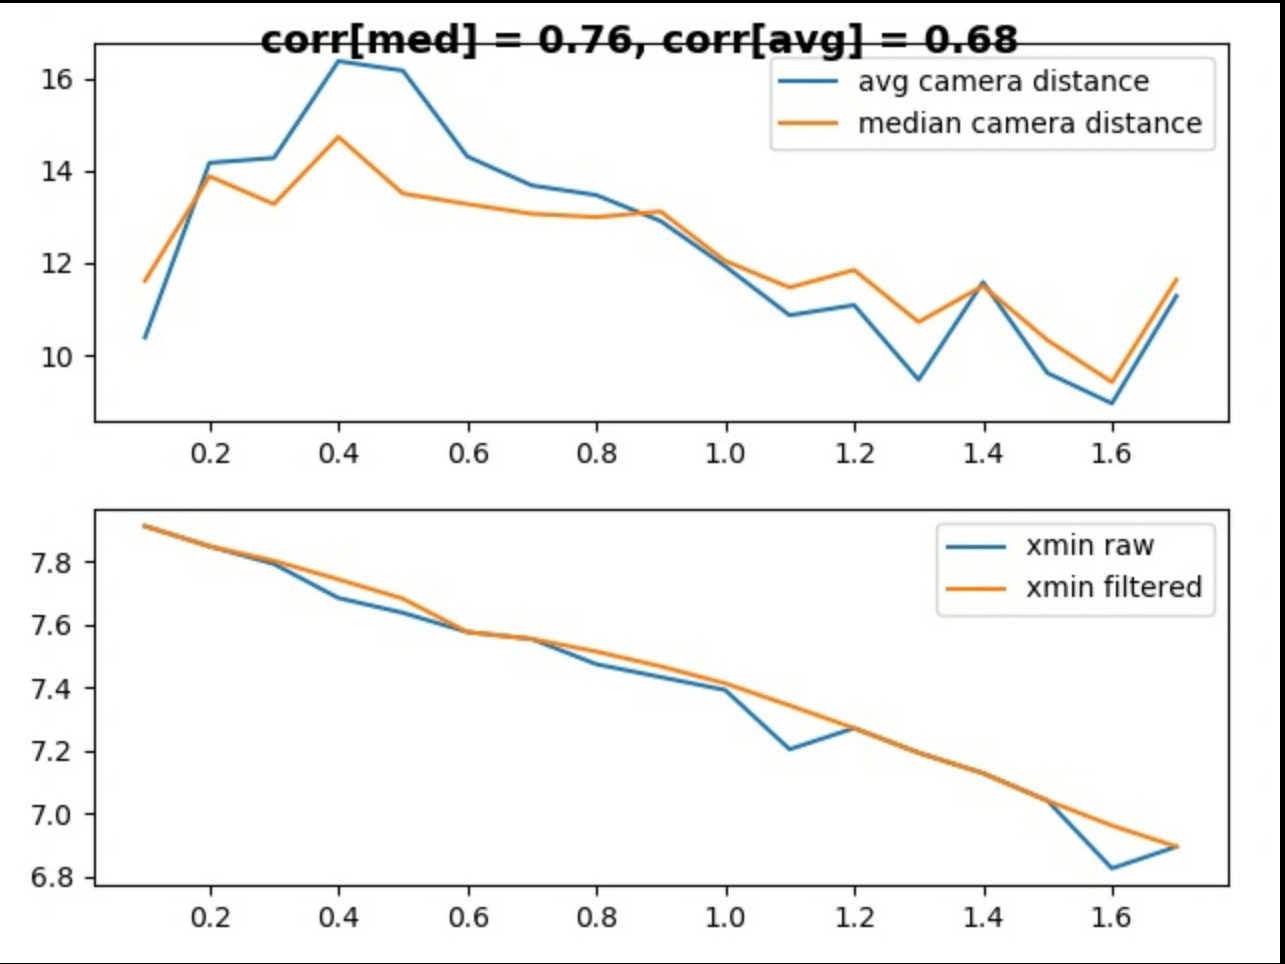 corr[med] = 0.76, corr[avg] = 0.68
avg camera distance
median camera distance
16
14
12
10
0.2 0.4 0.6 0.8 1.0 1.2 1.4 1.6
xmin raw
xmin filtered
7.8
7.6
7.4
7.2
7.0
6.8
0.2 0.4 0.6 0.8 1.0 1.2 1.4 1.6